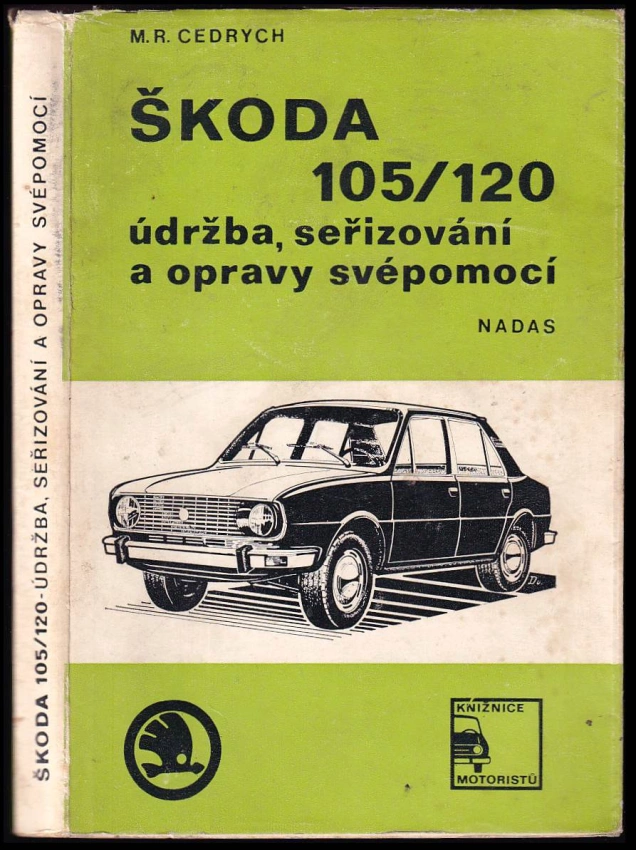 M.R. CEDRYCH
ŠKODA
105/120
údržba, seřizování
a opravy svépomocí
NADAS
KNIŽNICE
MOTORISTŮ
ŠKODA 105/120-ÚDRŽBA, SEŘIZOVÁNÍ A OPRAVY SVÉPOMOCÍ